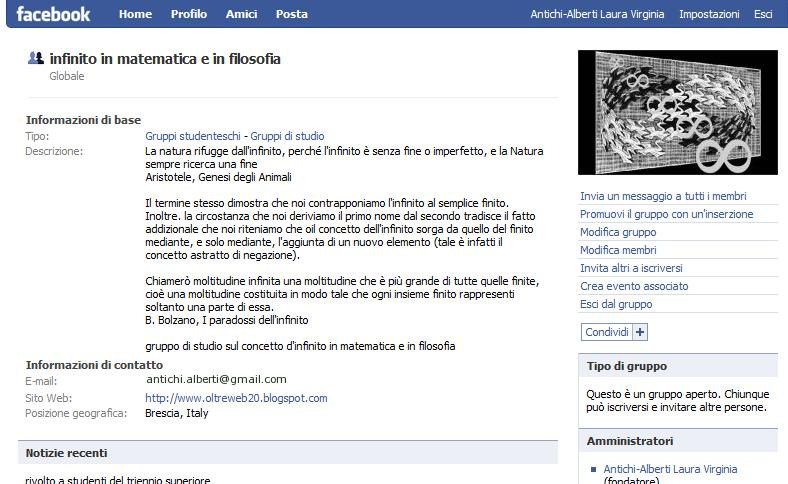 facebook Home Profilo Amici Posta Antichi-Alberti Laura Virginia Impostazioni Esci
infinito in matematica e in filosofia
Globale
Informazioni di base
Tipo: Gruppi studenteschi - Gruppi di studio
Descrizione: La natura rifugge dall'infinito, perché l'infinito è senza fine o imperfetto, e la Natura
sempre ricerca una fine
Aristotele, Genesi degli Animali
Il termine stesso dimostra che noi contrapponiamo l'infinito al semplice finito.
Inoltre. la circostanza che noi deriviamo il primo nome dal secondo tradisce il fatto
addizionale che noi riteniamo che oil concetto dell'infinito sorga da quello del finito
mediante, e solo mediante, l'aggiunta di un nuovo elemento (tale è infatti il
concetto astratto di negazione).
Chiamerò moltitudine infinita una moltitudine che è più grande di tutte quelle finite,
cioè una moltitudine costituita in modo tale che ogni insieme finito rappresenti
soltanto una parte di essa.
B. Bolzano, I paradossi dell'infinito
gruppo di studio sul concetto d'infinito in matematica e in filosofia
Informazioni di contatto
E-mail: antichi.alberti@gmail.com
Sito Web: http://www.oltreweb20.blogspot.com
Posizione geografica: Brescia, Italy
Notizie recenti
rivolto a studenti del triennio superiore
Invia un messaggio a tutti i membri
Promuovi il gruppo con un'inserzione
Modifica gruppo
Modifica membri
Invita altri a iscriversi
Crea evento associato
Esci dal gruppo
Condividi +
Tipo di gruppo
Questo è un gruppo aperto. Chiunque
può iscriversi e invitare altre persone.
Amministratori
Antichi-Alberti Laura Virginia
(fondatore)